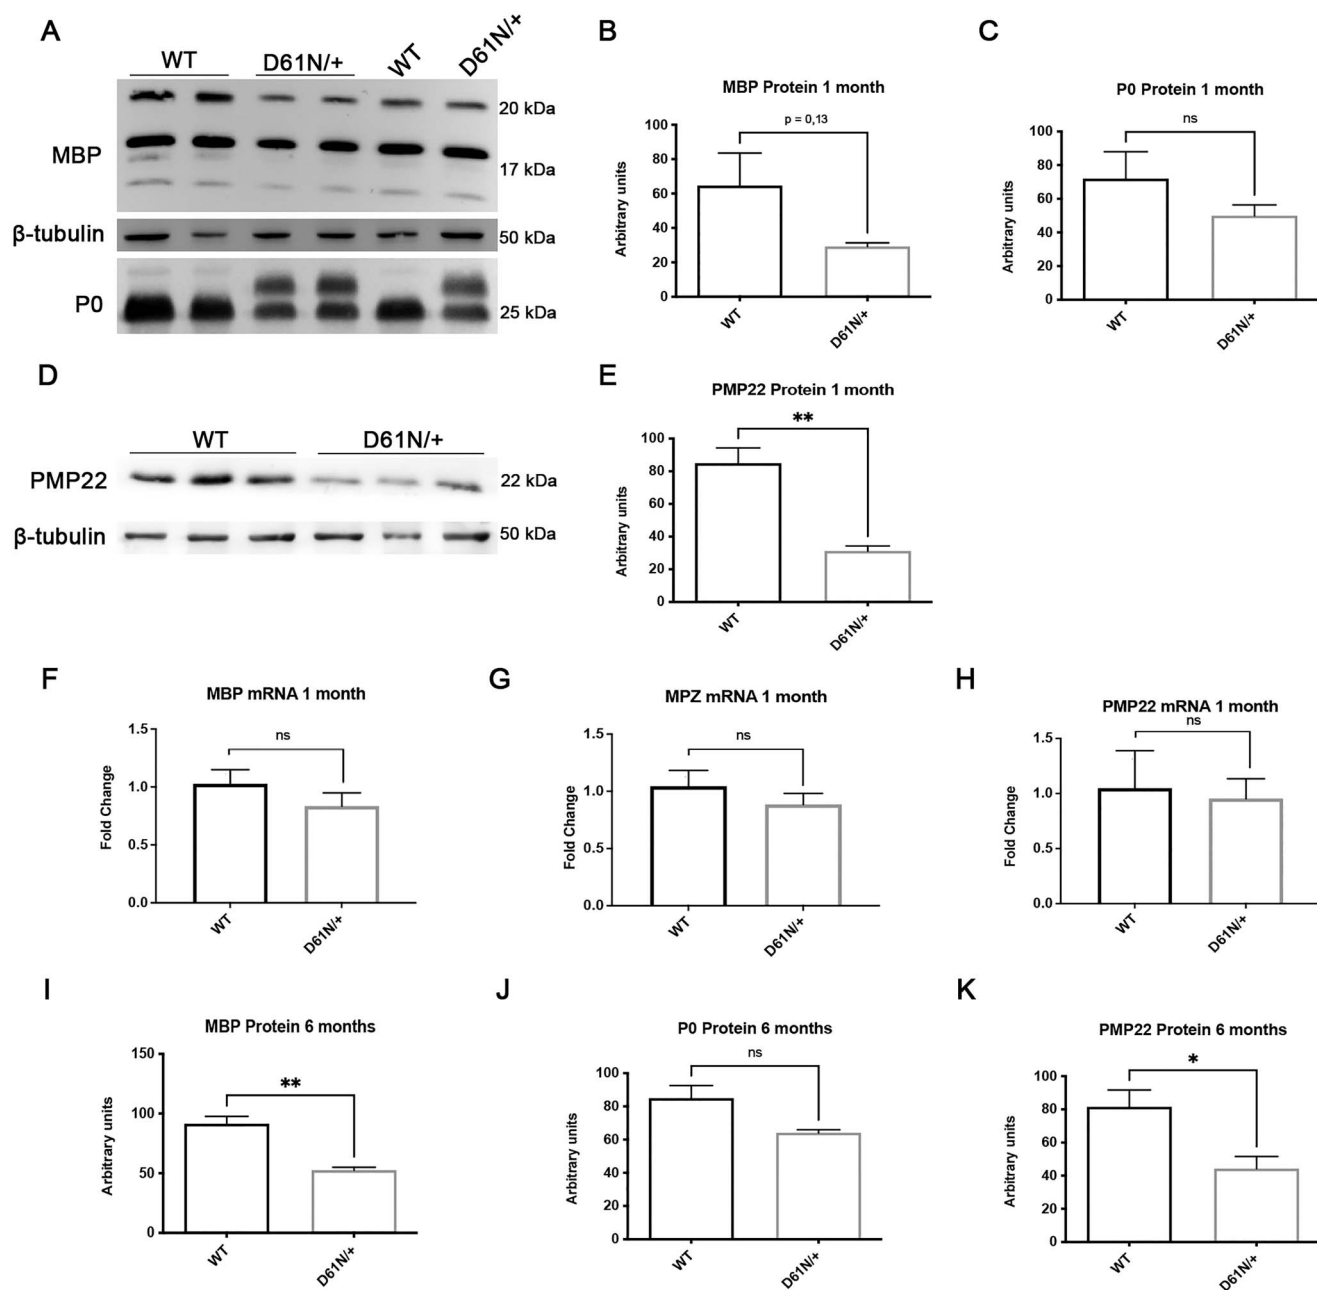 A
WT D61N/+ WT D61N/+
20 kDa
MBP
17 kDa
β-tubulin 50 kDa
P0 25 kDa
B
MBP Protein 1 month
p = 0,13
Arbitrary units
100
80
60
40
20
0
WT D61N/+
C
P0 Protein 1 month
ns
Arbitrary units
100
80
60
40
20
0
WT D61N/+
D
WT D61N/+
PMP22 22 kDa
β-tubulin 50 kDa
E
PMP22 Protein 1 month
**
Arbitrary units
100
80
60
40
20
0
WT D61N/+
F
MBP mRNA 1 month
ns
Fold Change
1.5
1.0
0.5
0.0
WT D61N/+
G
MPZ mRNA 1 month
ns
Fold Change
1.5
1.0
0.5
0.0
WT D61N/+
H
PMP22 mRNA 1 month
ns
Fold Change
1.5
1.0
0.5
0.0
WT D61N/+
I
MBP Protein 6 months
**
Arbitrary units
150
100
50
0
WT D61N/+
J
P0 Protein 6 months
ns
Arbitrary units
100
80
60
40
20
0
WT D61N/+
K
PMP22 Protein 6 months
*
Arbitrary units
100
80
60
40
20
0
WT D61N/+